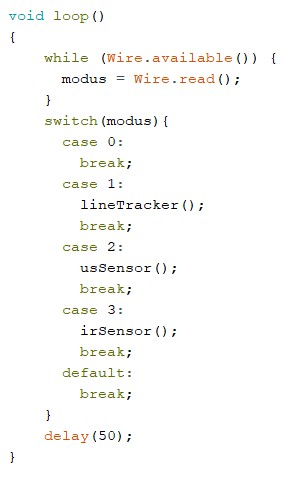 void loop()
{
    while (Wire.available()) {
      modus = Wire.read();
    }
    switch(modus){
      case 0:
        break;
      case 1:
        lineTracker();
        break;
      case 2:
        usSensor();
        break;
      case 3:
        irSensor();
        break;
      default:
        break;
    }
    delay(50);
}